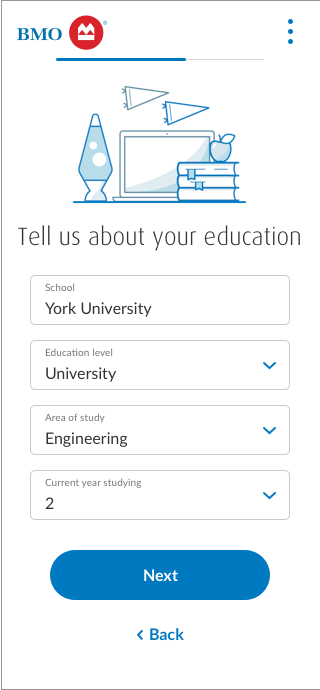 BMO
Tell us about your education
School
York University
Education level
University
Area of study
Engineering
Current year studying
2
Next
Back